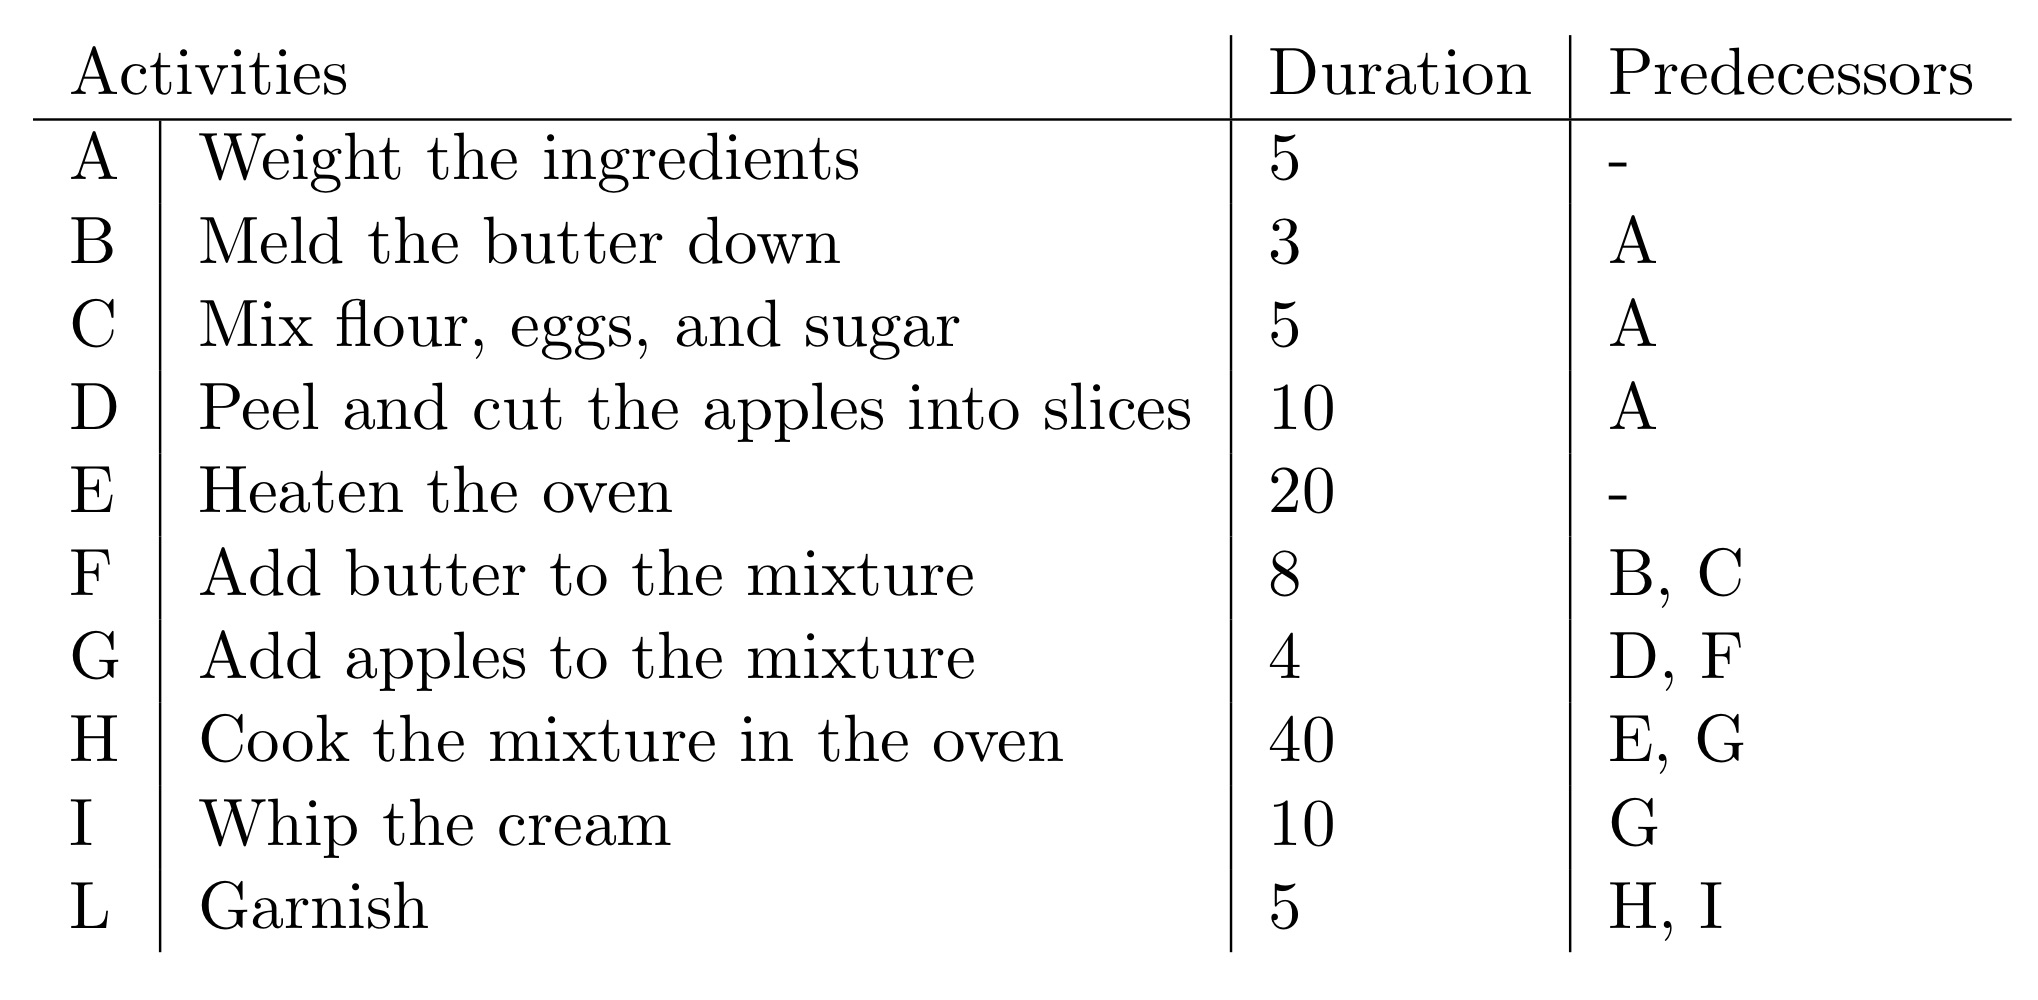 Activities Duration Predecessors
A Weight the ingredients 5 -
B Meld the butter down 3 A
C Mix flour, eggs, and sugar 5 A
D Peel and cut the apples into slices 10 A
E Heaten the oven 20 -
F Add butter to the mixture 8 B, C
G Add apples to the mixture 4 D, F
H Cook the mixture in the oven 40 E, G
I Whip the cream 10 G
L Garnish 5 H, I